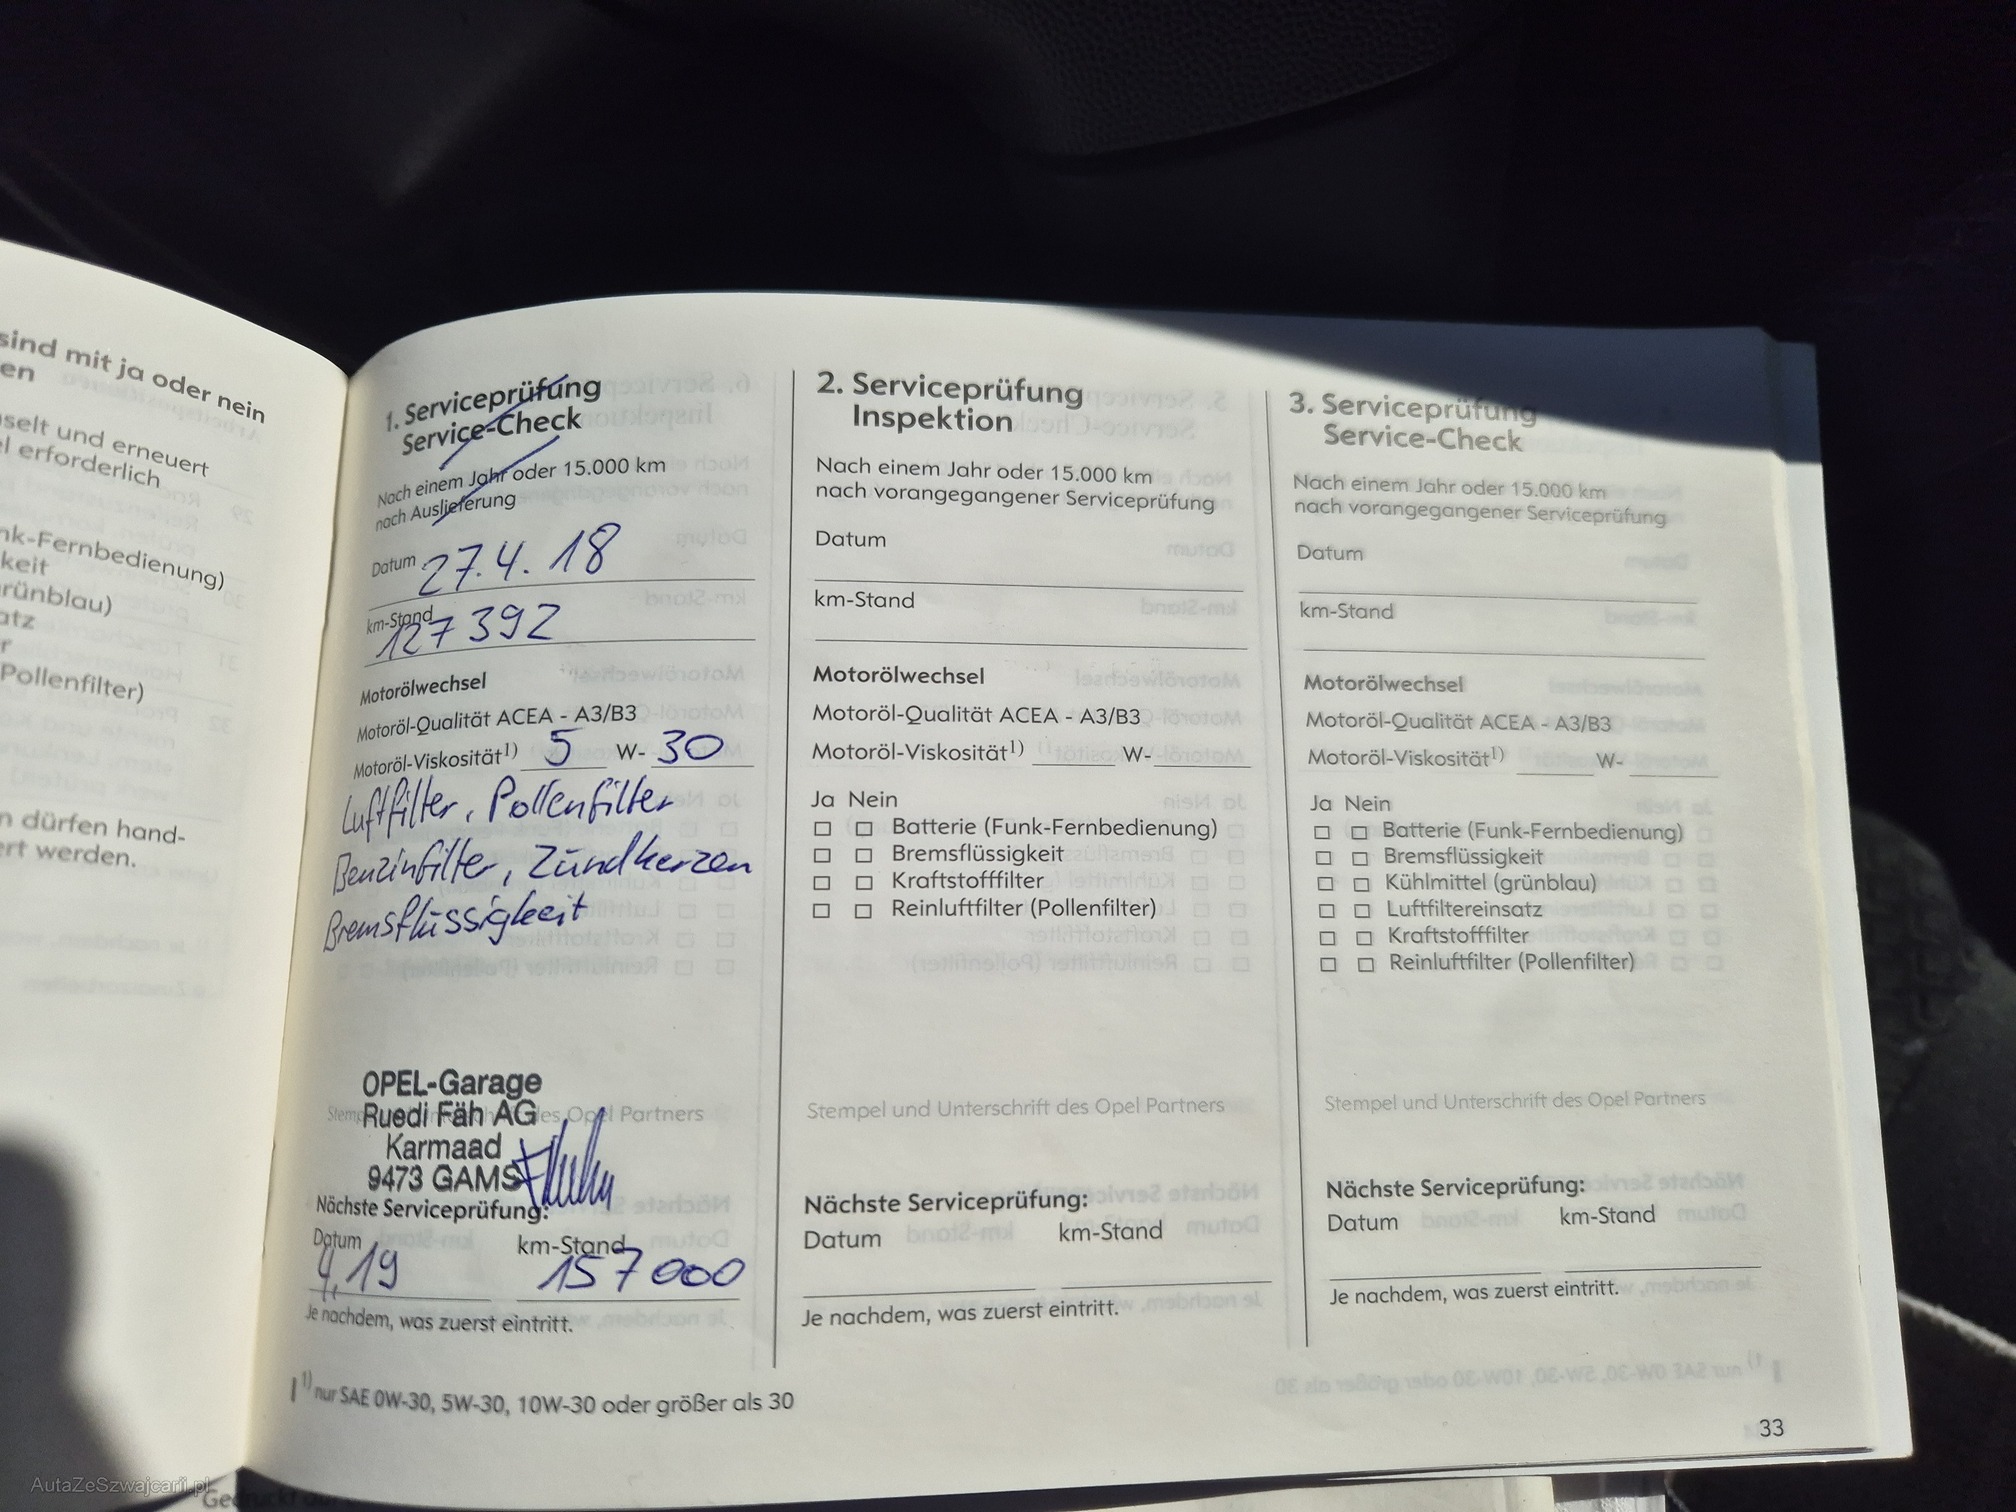 sind mit ja oder nein
en
selt und erneuert
el erforderlich
nk-Fernbedienung)
keit
grünblau)
atz
r
Pollenfilter)
n dürfen hand-
ert werden.
1. Serviceprüfung
Service-Check
Nach einem Jahr oder 15.000 km
nach Auslieferung
Datum 27.4.18
km-Stand
127392
Motorölwechsel
Motoröl-Qualität ACEA - A3/B3
Motoröl-Viskosität¹⁾ 5 W- 30
Luftfilter, Pollenfilter
Benzinfilter, Zündkerzen
Bremsflüssigkeit
OPEL-Garage
Ruedi Fäh AG
Karmaad
9473 GAMS
Stempel und Unterschrift des Opel Partners
Nächste Serviceprüfung:
Datum km-Stand
4.19 157000
Je nachdem, was zuerst eintritt.
¹⁾ nur SAE 0W-30, 5W-30, 10W-30 oder größer als 30
2. Serviceprüfung
Inspektion
Nach einem Jahr oder 15.000 km
nach vorangegangener Serviceprüfung
Datum
km-Stand
Motorölwechsel
Motoröl-Qualität ACEA - A3/B3
Motoröl-Viskosität¹⁾ W-
Ja Nein
Batterie (Funk-Fernbedienung)
Bremsflüssigkeit
Kraftstofffilter
Reinluftfilter (Pollenfilter)
Stempel und Unterschrift des Opel Partners
Nächste Serviceprüfung:
Datum km-Stand
Je nachdem, was zuerst eintritt.
3. Serviceprüfung
Service-Check
Nach einem Jahr oder 15.000 km
nach vorangegangener Serviceprüfung
Datum
km-Stand
Motorölwechsel
Motoröl-Qualität ACEA - A3/B3
Motoröl-Viskosität¹⁾ W-
Ja Nein
Batterie (Funk-Fernbedienung)
Bremsflüssigkeit
Kühlmittel (grünblau)
Luftfiltereinsatz
Kraftstofffilter
Reinluftfilter (Pollenfilter)
Stempel und Unterschrift des Opel Partners
Nächste Serviceprüfung:
Datum km-Stand
Je nachdem, was zuerst eintritt.
33
AutaZeSzwajcarii.pl